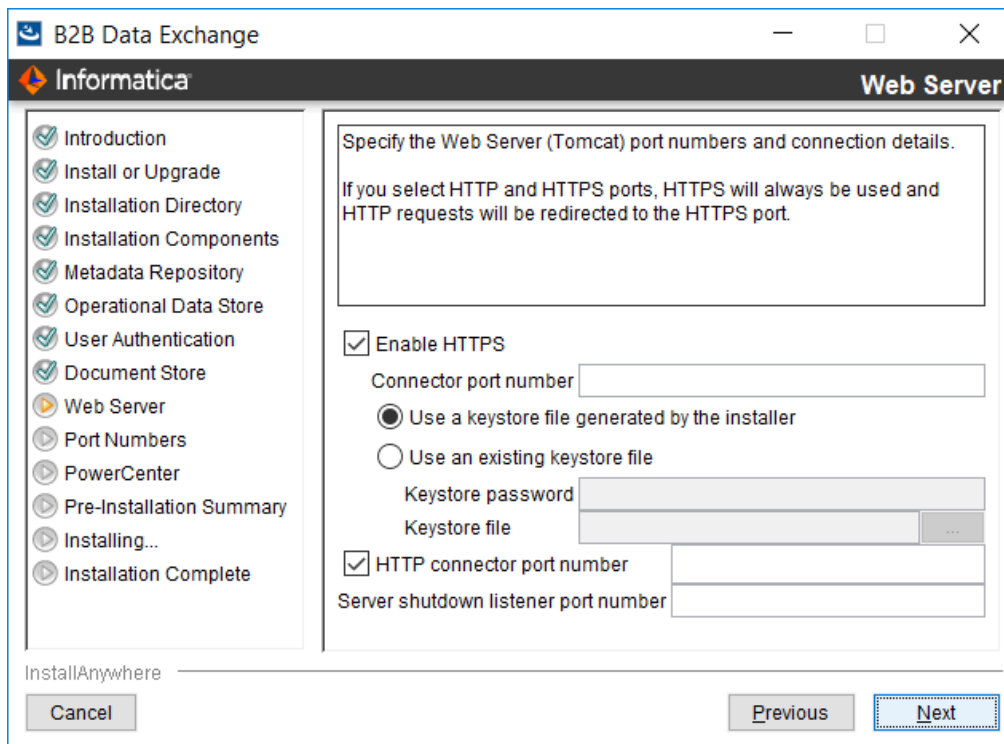 B2B Data Exchange
Informatica
Web Server
Introduction
Install or Upgrade
Installation Directory
Installation Components
Metadata Repository
Operational Data Store
User Authentication
Document Store
Web Server
Port Numbers
PowerCenter
Pre-Installation Summary
Installing...
Installation Complete
Specify the Web Server (Tomcat) port numbers and connection details.
If you select HTTP and HTTPS ports, HTTPS will always be used and
HTTP requests will be redirected to the HTTPS port.
Enable HTTPS
Connector port number
Use a keystore file generated by the installer
Use an existing keystore file
Keystore password
Keystore file
...
HTTP connector port number
Server shutdown listener port number
InstallAnywhere
Cancel
Previous
Next